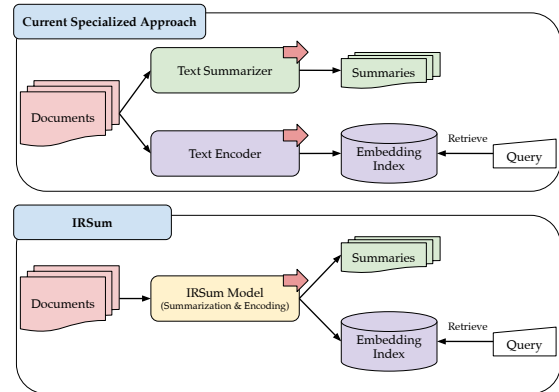 Current Specialized Approach
Text Summarizer
Summaries
Documents
Text Encoder
Embedding
Index
Retrieve
Query
IRSum
Summaries
Documents
IRSum Model
(Summarization & Encoding)
Embedding
Index
Retrieve
Query